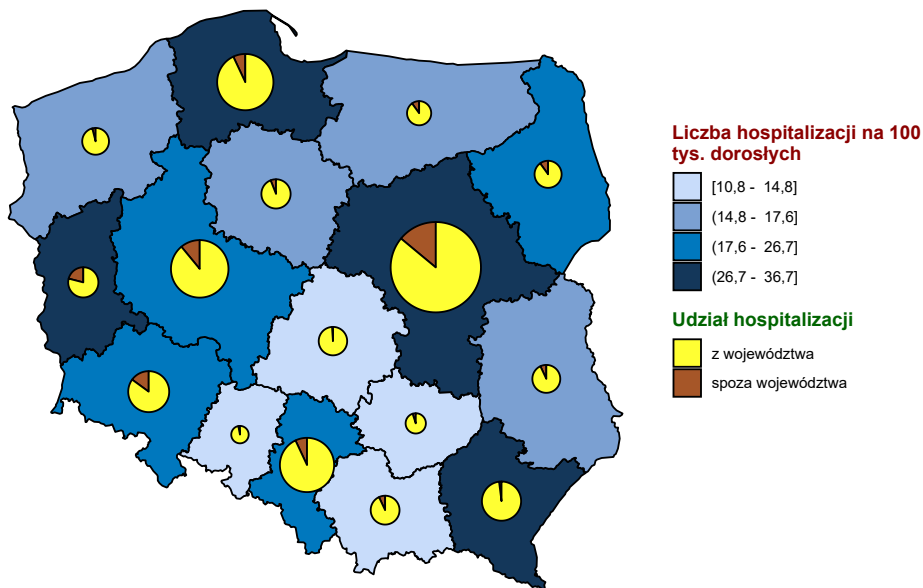 Liczba hospitalizacji na 100
tys. dorosłych
[10,8 - 14,8]
(14,8 - 17,6]
(17,6 - 26,7]
(26,7 - 36,7]
Udział hospitalizacji
z województwa
spoza województwa